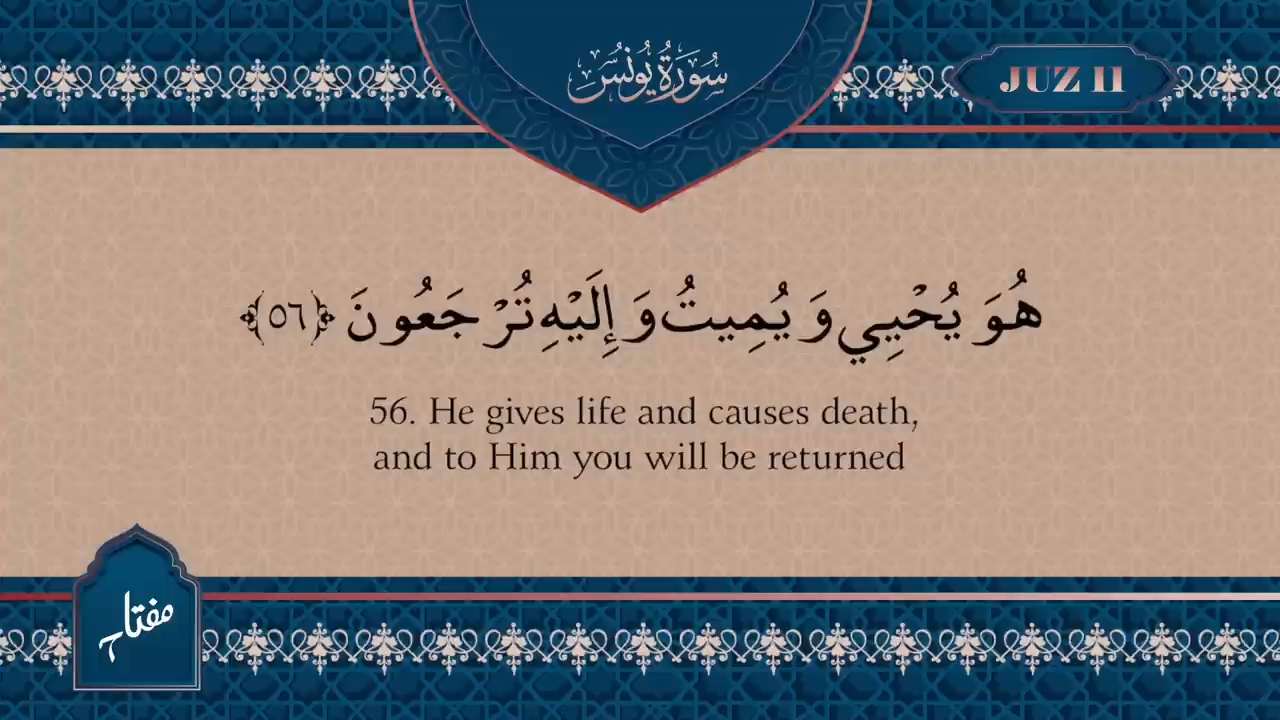 سُورَةُ يُونُسَ
JUZ 11
هُوَ يُحْيِي وَيُمِيتُ وَإِلَيْهِ تُرْجَعُونَ ﴿٥٦﴾
56. He gives life and causes death,
and to Him you will be returned
مفتاح